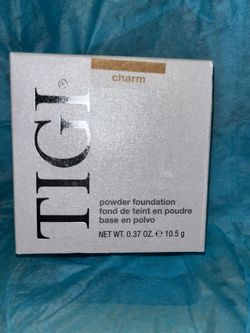 charm
TIGI®
powder foundation
fond de teint en poudre
base en polvo
NET WT. 0.37 OZ. ℮ 10.5 g